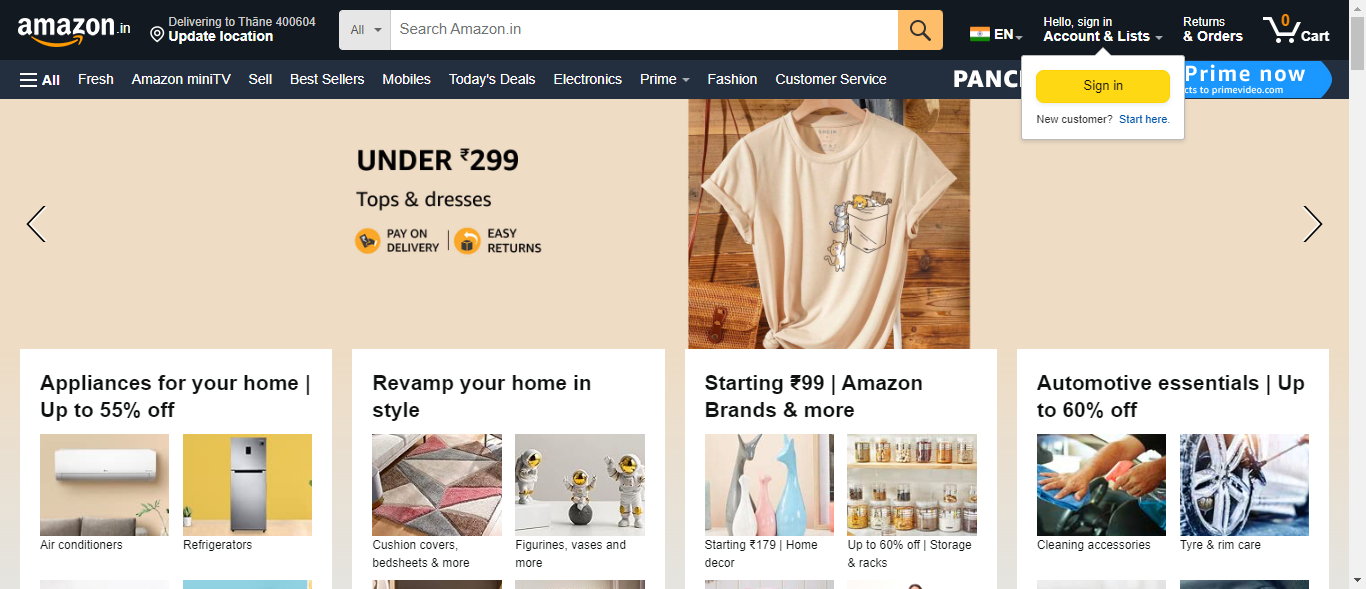 amazon.in
Delivering to Thāne 400604
Update location
All
Search Amazon.in
EN
Hello, sign in
Account & Lists
Returns
& Orders
0
Cart
All
Fresh
Amazon miniTV
Sell
Best Sellers
Mobiles
Today's Deals
Electronics
Prime
Fashion
Customer Service
Prime now
to primevideo.com
Sign in
New customer? Start here.
UNDER ₹299
Tops & dresses
PAY ON
DELIVERY
EASY
RETURNS
Appliances for your home |
Up to 55% off
Revamp your home in
style
Starting ₹99 | Amazon
Brands & more
Automotive essentials | Up
to 60% off
Air conditioners
Refrigerators
Cushion covers,
bedsheets & more
Figurines, vases and
more
Starting ₹179 | Home
decor
Up to 60% off | Storage
& racks
Cleaning accessories
Tyre & rim care